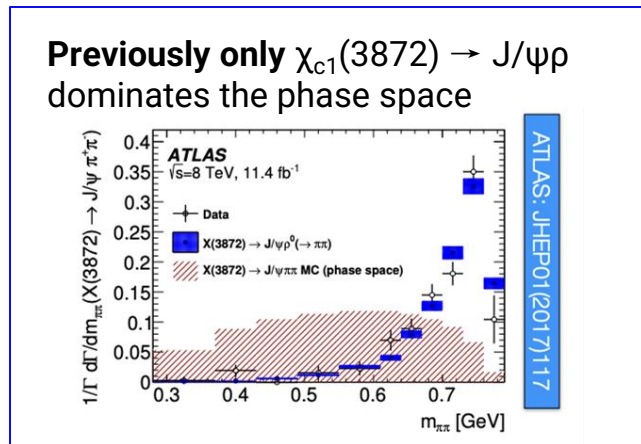 Previously only χc1(3872) → J/ψρ
dominates the phase space
1/Γ dΓ/dmππ(X(3872) → J/ψ π⁺π⁻)
0.4
0.35
0.3
0.25
0.2
0.15
0.1
0.05
0
ATLAS
√s=8 TeV, 11.4 fb⁻¹
Data
X(3872) → J/ψρ⁰(→ ππ)
X(3872) → J/ψππ MC (phase space)
0.3 0.4 0.5 0.6 0.7
mππ [GeV]
ATLAS: JHEP01(2017)117